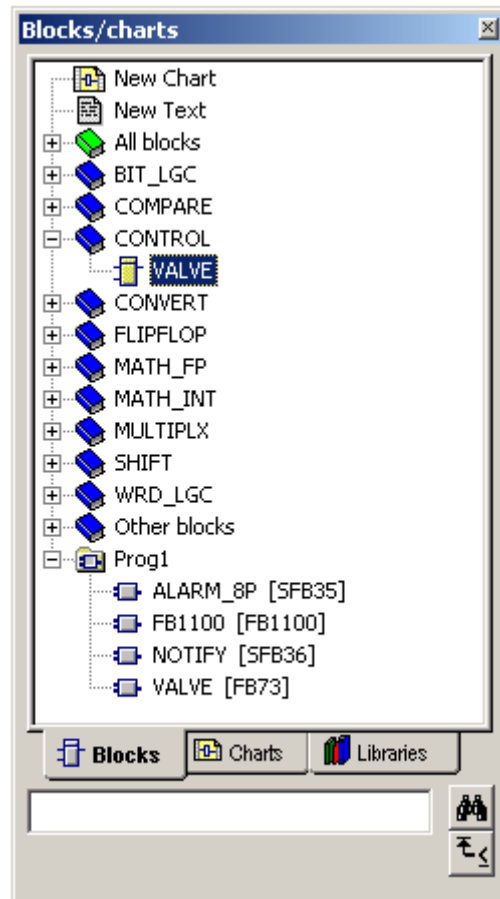 Blocks/charts
New Chart
New Text
All blocks
BIT_LGC
COMPARE
CONTROL
VALVE
CONVERT
FLIPFLOP
MATH_FP
MATH_INT
MULTIPLX
SHIFT
WRD_LGC
Other blocks
Prog1
ALARM_8P [SFB35]
FB1100 [FB1100]
NOTIFY [SFB36]
VALVE [FB73]
Blocks Charts Libraries